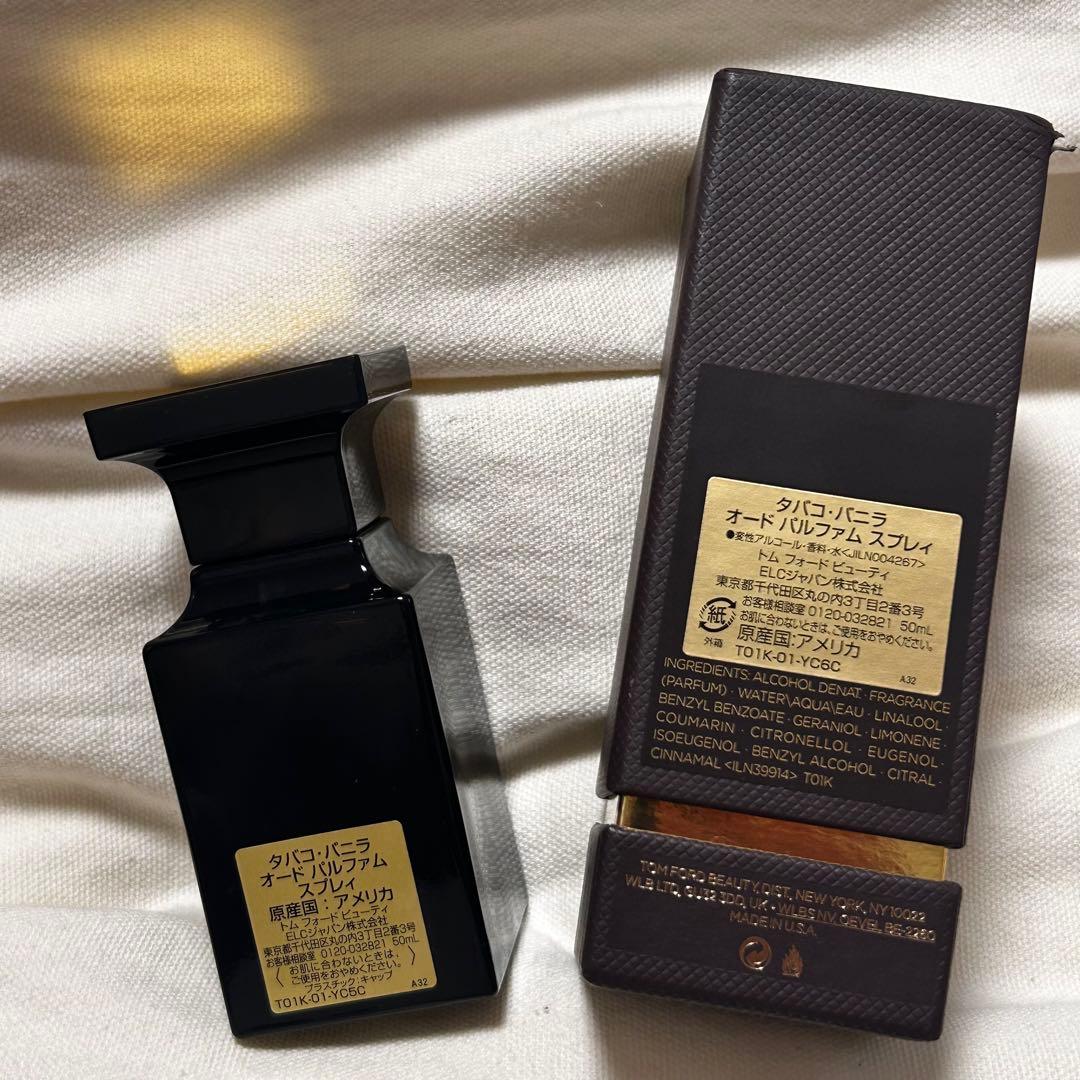 タバコ・バニラ
オード パルファム
スプレィ
原産国：アメリカ
トム フォード ビューティ
ELCジャパン株式会社
東京都千代田区丸の内3丁目2番3号
お客様相談室 0120-032821 50mL
お肌に合わないときは、
ご使用をおやめください。
プラスチック：キャップ
T01K-01-YC5C
A32
タバコ・バニラ
オード パルファム スプレィ
●変性アルコール・香料・水<JILN004267>
トム フォード ビューティ
ELCジャパン株式会社
東京都千代田区丸の内3丁目2番3号
お客様相談室 0120-032821 50mL
お肌に合わないときは、ご使用をおやめください。
紙
外箱
原産国：アメリカ
T01K-01-YC6C
A32
INGREDIENTS: ALCOHOL DENAT · FRAGRANCE
(PARFUM) · WATER\AQUA\EAU · LINALOOL ·
BENZYL BENZOATE · GERANIOL · LIMONENE ·
COUMARIN · CITRONELLOL · EUGENOL ·
ISOEUGENOL · BENZYL ALCOHOL · CITRAL ·
CINNAMAL <ILN39914> T01K
TOM FORD BEAUTY, DIST. NEW YORK, NY 10022
WLB LTD, GU32 3DD, UK · WLBS NV, OEVEL BE-2260
MADE IN U.S.A.